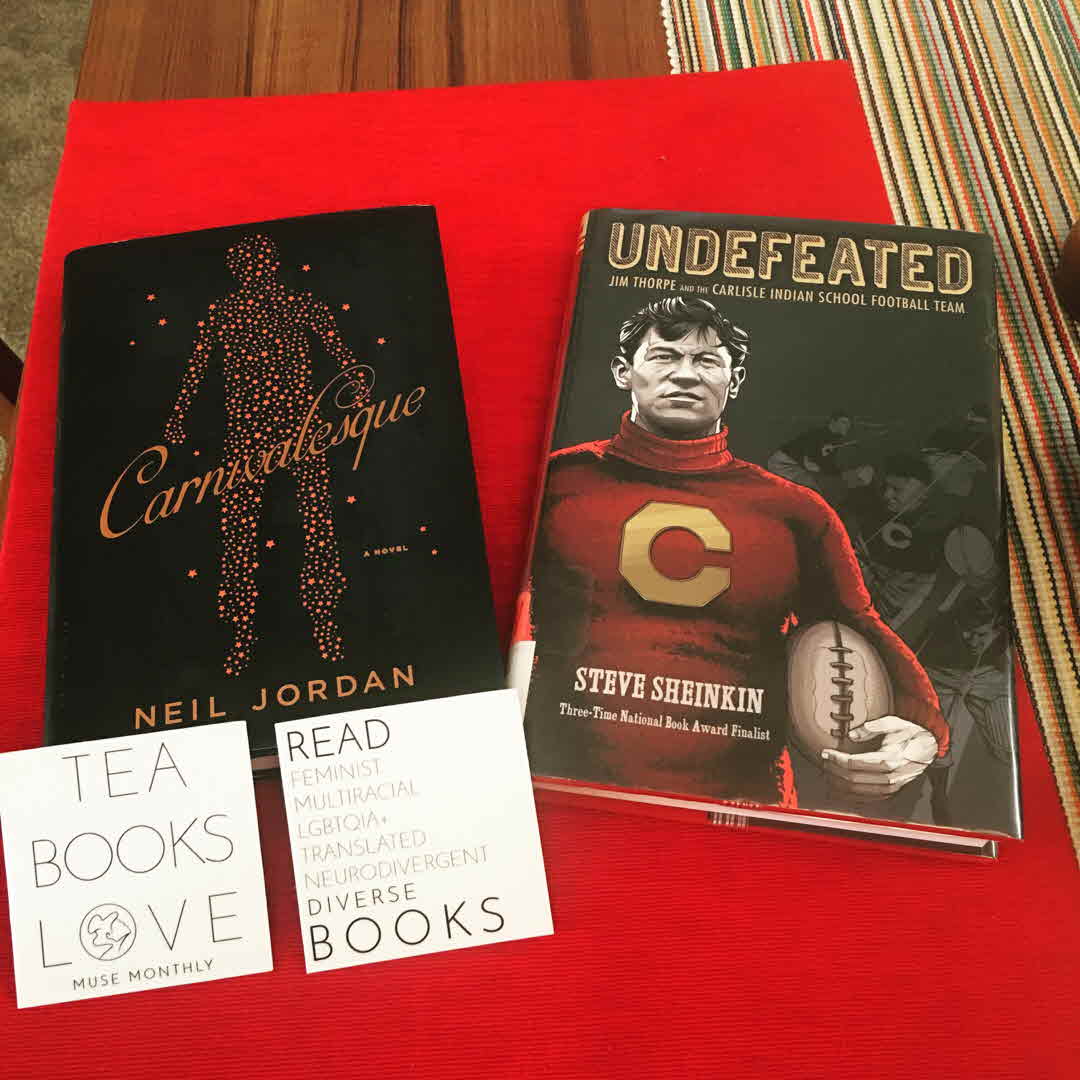 Carnivalesque
A NOVEL
NEIL JORDAN
UNDEFEATED
JIM THORPE AND THE CARLISLE INDIAN SCHOOL FOOTBALL TEAM
C
C
STEVE SHEINKIN
Three-Time National Book Award Finalist
TEA
BOOKS
LOVE
MUSE MONTHLY
READ
FEMINIST
MULTIRACIAL
LGBTQIA+
TRANSLATED
NEURODIVERGENT
DIVERSE
BOOKS